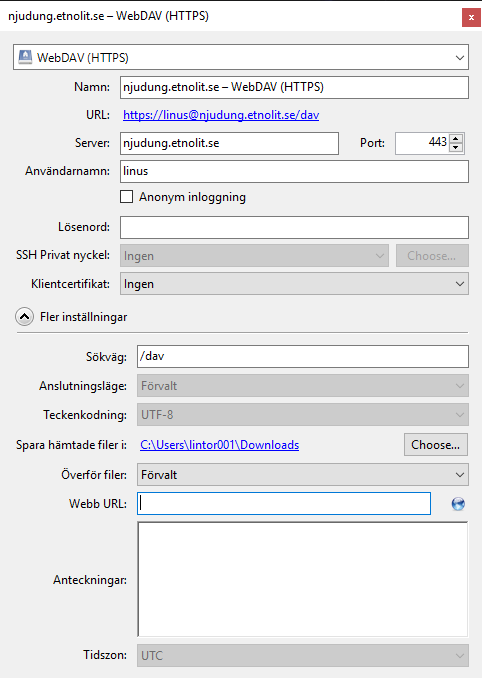 njudung.etnolit.se – WebDAV (HTTPS)
x
WebDAV (HTTPS)
Namn: njudung.etnolit.se – WebDAV (HTTPS)
URL: https://linus@njudung.etnolit.se/dav
Server: njudung.etnolit.se Port: 443
Användarnamn: linus
Anonym inloggning
Lösenord:
SSH Privat nyckel: Ingen Choose...
Klientcertifikat: Ingen
Fler inställningar
Sökväg: /dav
Anslutningsläge: Förvalt
Teckenkodning: UTF-8
Spara hämtade filer i: C:\Users\lintor001\Downloads Choose...
Överför filer: Förvalt
Webb URL:
Anteckningar:
Tidszon: UTC